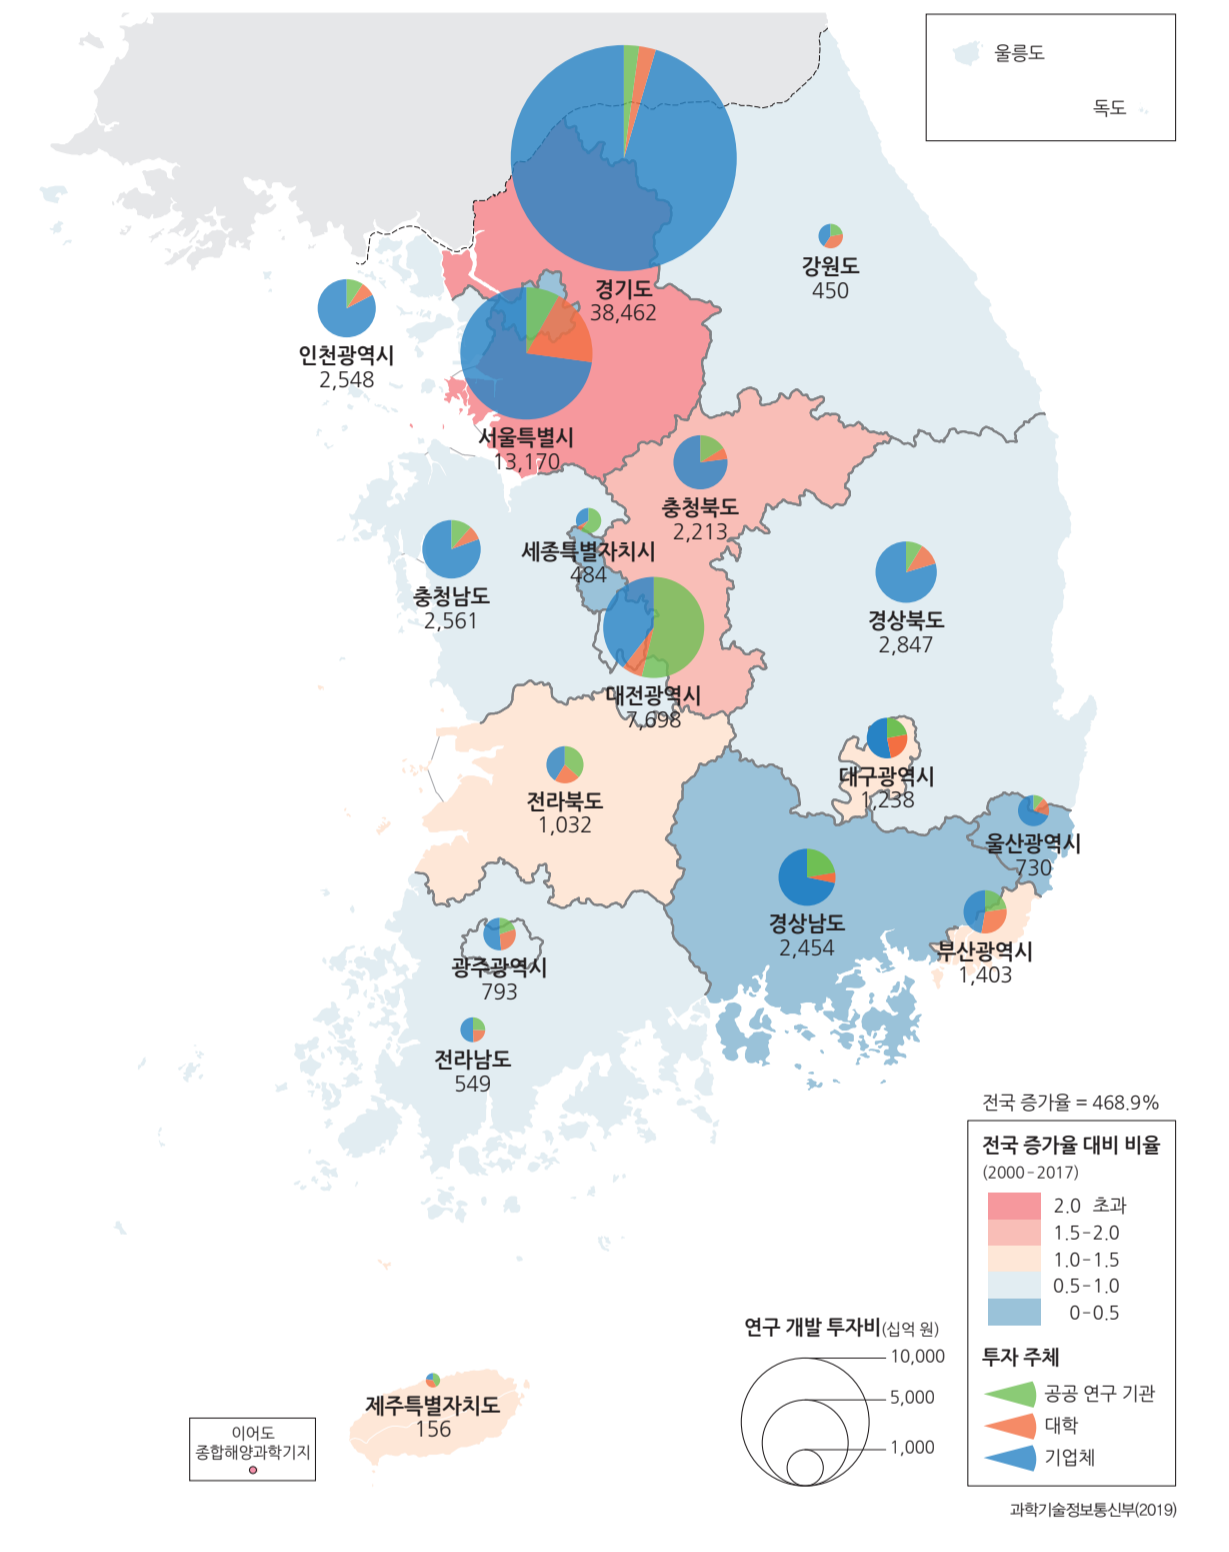 울릉도
독도
경기도
38,462
강원도
450
인천광역시
2,548
서울특별시
13,170
충청북도
2,213
세종특별자치시
484
충청남도
2,561
경상북도
2,847
대전광역시
7,698
대구광역시
1,238
전라북도
1,032
울산광역시
730
경상남도
2,454
부산광역시
1,403
광주광역시
793
전라남도
549
제주특별자치도
156
이어도
종합해양과학기지
전국 증가율 = 468.9%
전국 증가율 대비 비율
(2000-2017)
2.0 초과
1.5-2.0
1.0-1.5
0.5-1.0
0-0.5
투자 주체
공공 연구 기관
대학
기업체
연구 개발 투자비(십억 원)
10,000
5,000
1,000
과학기술정보통신부(2019)